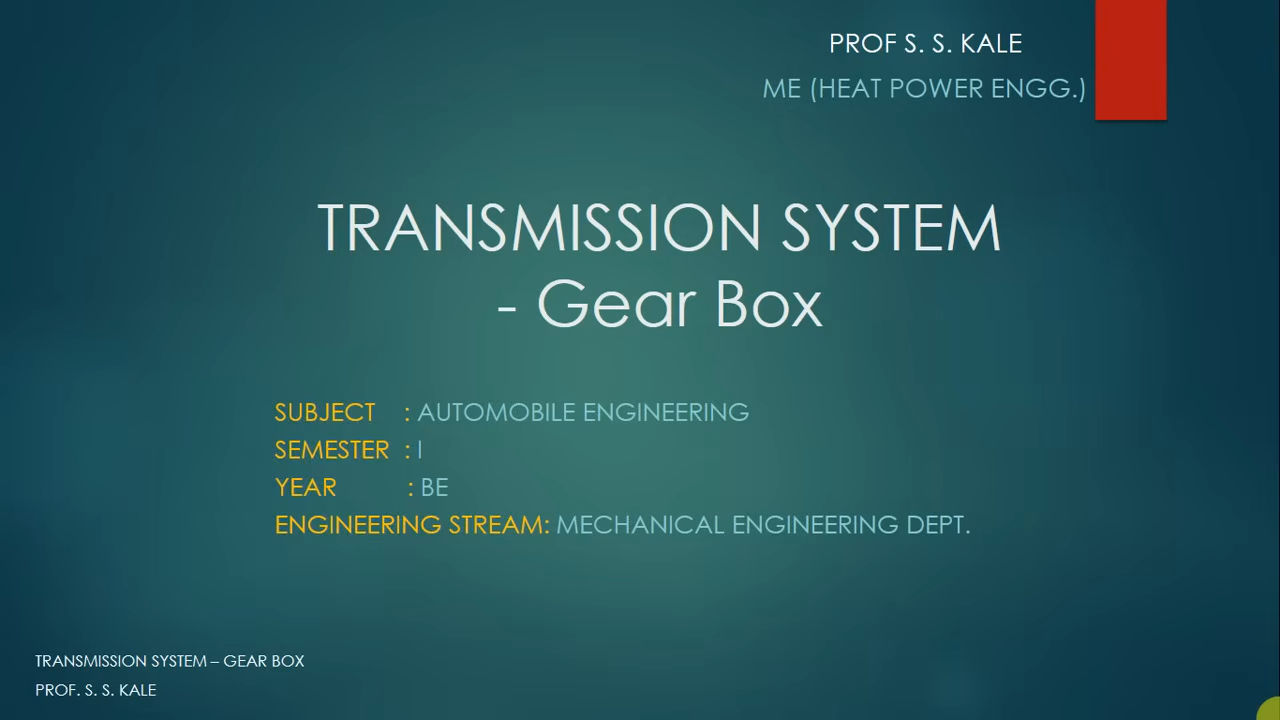 PROF S. S. KALE
ME (HEAT POWER ENGG.)
TRANSMISSION SYSTEM
- Gear Box
SUBJECT : AUTOMOBILE ENGINEERING
SEMESTER : I
YEAR : BE
ENGINEERING STREAM: MECHANICAL ENGINEERING DEPT.
TRANSMISSION SYSTEM – GEAR BOX
PROF. S. S. KALE